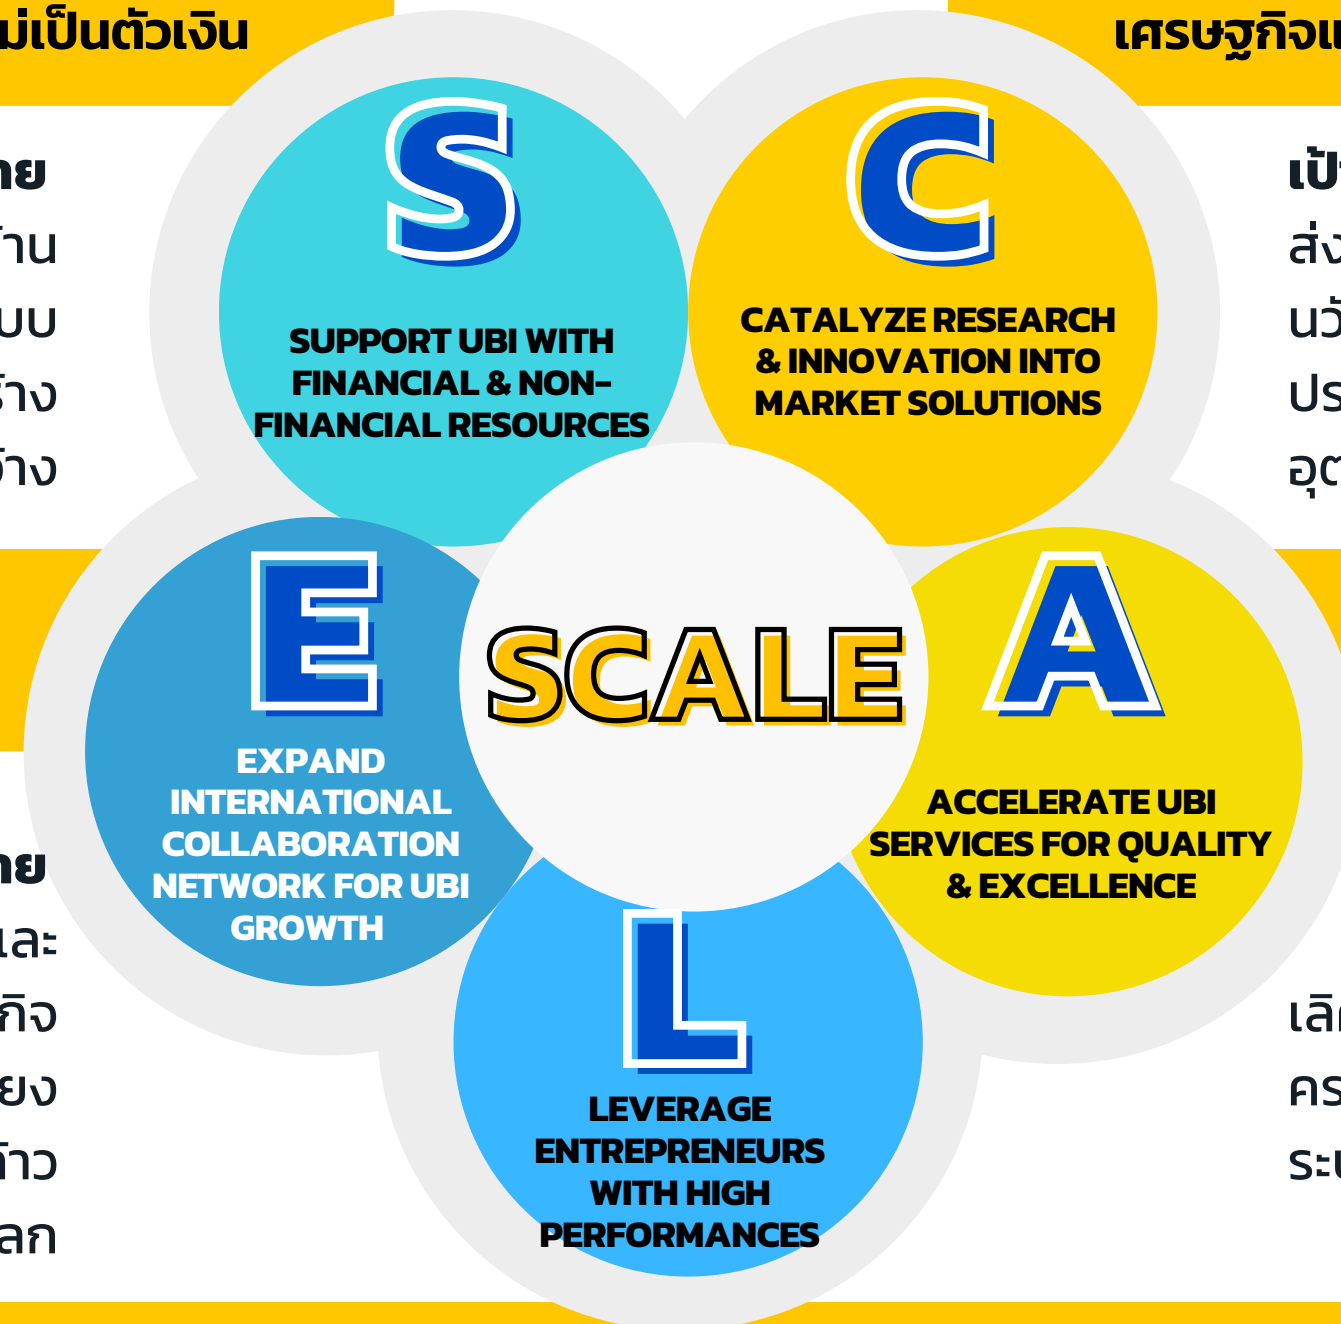 ม่เป็นตัวเงิน
เศรษฐกิจแ
S
SUPPORT UBI WITH
FINANCIAL & NON-
FINANCIAL RESOURCES
C
CATALYZE RESEARCH
& INNOVATION INTO
MARKET SOLUTIONS
SCALE
E
EXPAND
INTERNATIONAL
COLLABORATION
NETWORK FOR UBI
GROWTH
A
ACCELERATE UBI
SERVICES FOR QUALITY
& EXCELLENCE
L
LEVERAGE
ENTREPRENEURS
WITH HIGH
PERFORMANCES